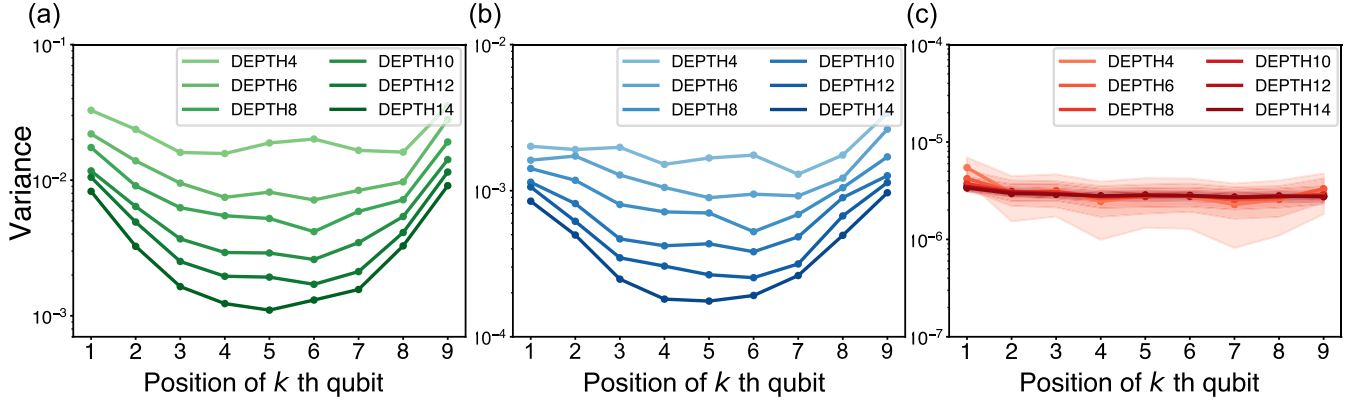 (a)
Variance
10⁻¹
10⁻²
10⁻³
DEPTH4
DEPTH6
DEPTH8
DEPTH10
DEPTH12
DEPTH14
1 2 3 4 5 6 7 8 9
Position of k th qubit
(b)
10⁻²
10⁻³
10⁻⁴
DEPTH4
DEPTH6
DEPTH8
DEPTH10
DEPTH12
DEPTH14
1 2 3 4 5 6 7 8 9
Position of k th qubit
(c)
10⁻⁴
10⁻⁵
10⁻⁶
10⁻⁷
DEPTH4
DEPTH6
DEPTH8
DEPTH10
DEPTH12
DEPTH14
1 2 3 4 5 6 7 8 9
Position of k th qubit